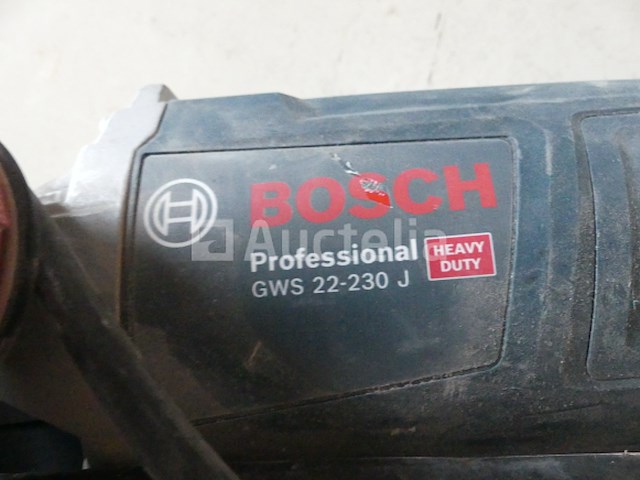 BOSCH
Auctelia
Professional
HEAVY
DUTY
GWS 22-230 J